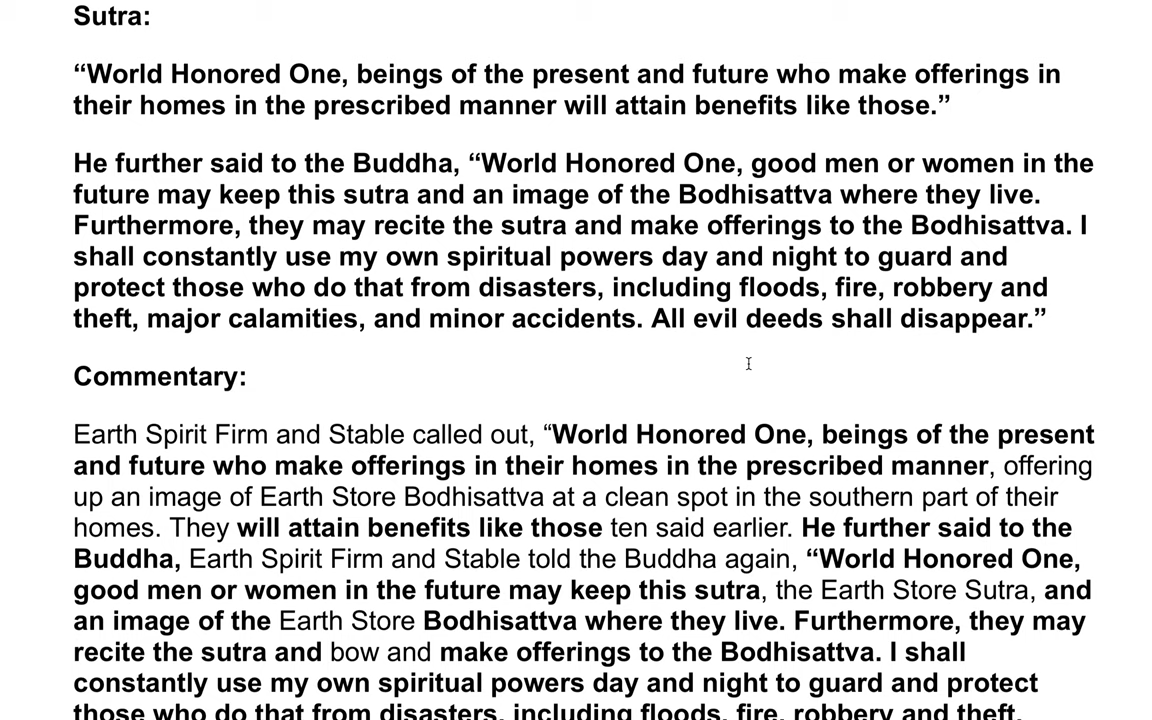 Sutra:
“World Honored One, beings of the present and future who make offerings in
their homes in the prescribed manner will attain benefits like those.”
He further said to the Buddha, “World Honored One, good men or women in the
future may keep this sutra and an image of the Bodhisattva where they live.
Furthermore, they may recite the sutra and make offerings to the Bodhisattva. I
shall constantly use my own spiritual powers day and night to guard and
protect those who do that from disasters, including floods, fire, robbery and
theft, major calamities, and minor accidents. All evil deeds shall disappear.”
Commentary:
Earth Spirit Firm and Stable called out, “World Honored One, beings of the present
and future who make offerings in their homes in the prescribed manner, offering
up an image of Earth Store Bodhisattva at a clean spot in the southern part of their
homes. They will attain benefits like those ten said earlier. He further said to the
Buddha, Earth Spirit Firm and Stable told the Buddha again, “World Honored One,
good men or women in the future may keep this sutra, the Earth Store Sutra, and
an image of the Earth Store Bodhisattva where they live. Furthermore, they may
recite the sutra and bow and make offerings to the Bodhisattva. I shall
constantly use my own spiritual powers day and night to guard and protect
those who do that from disasters, including floods, fire, robbery and theft,